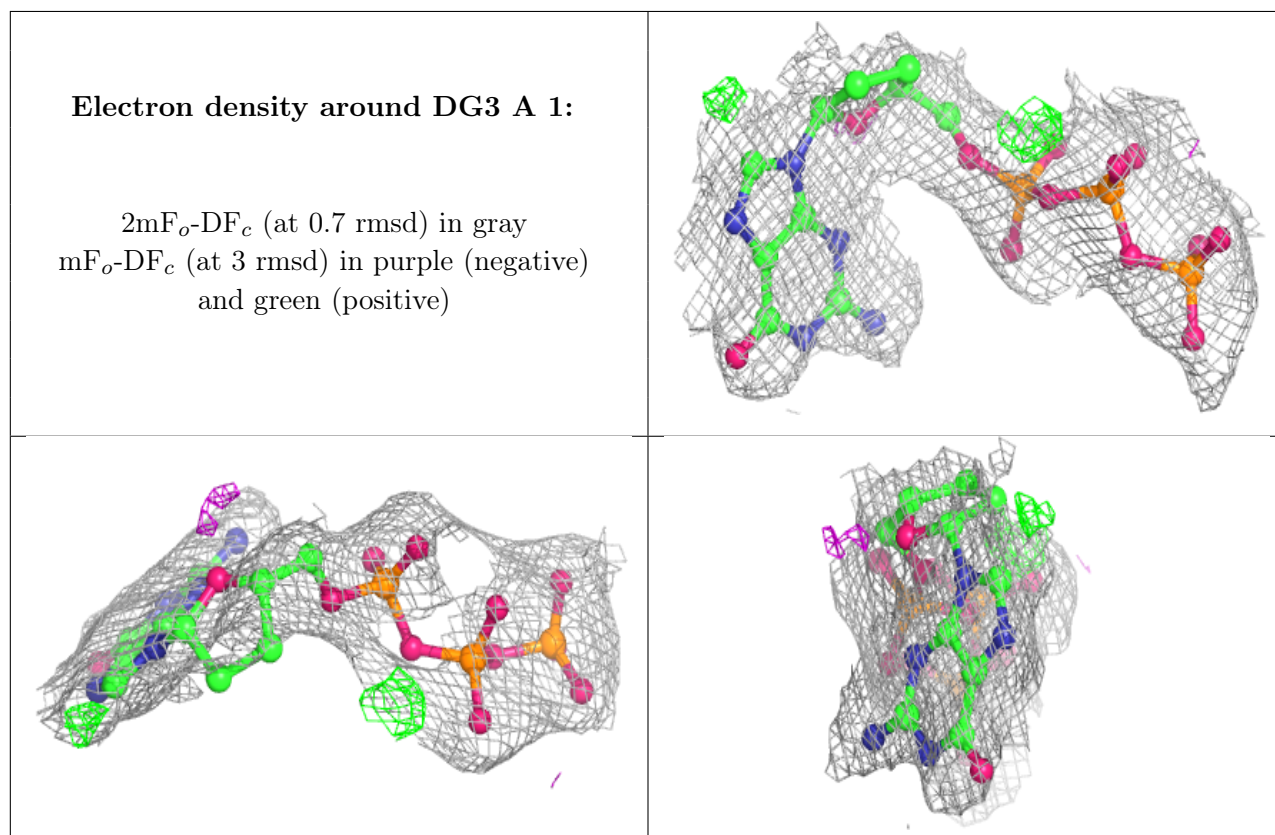 Electron density around DG3 A 1:
2mFo-DFc (at 0.7 rmsd) in gray
mFo-DFc (at 3 rmsd) in purple (negative)
and green (positive)